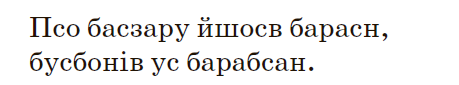 Псо басзару йшосв барасн,
бусбонів ус барабсан.